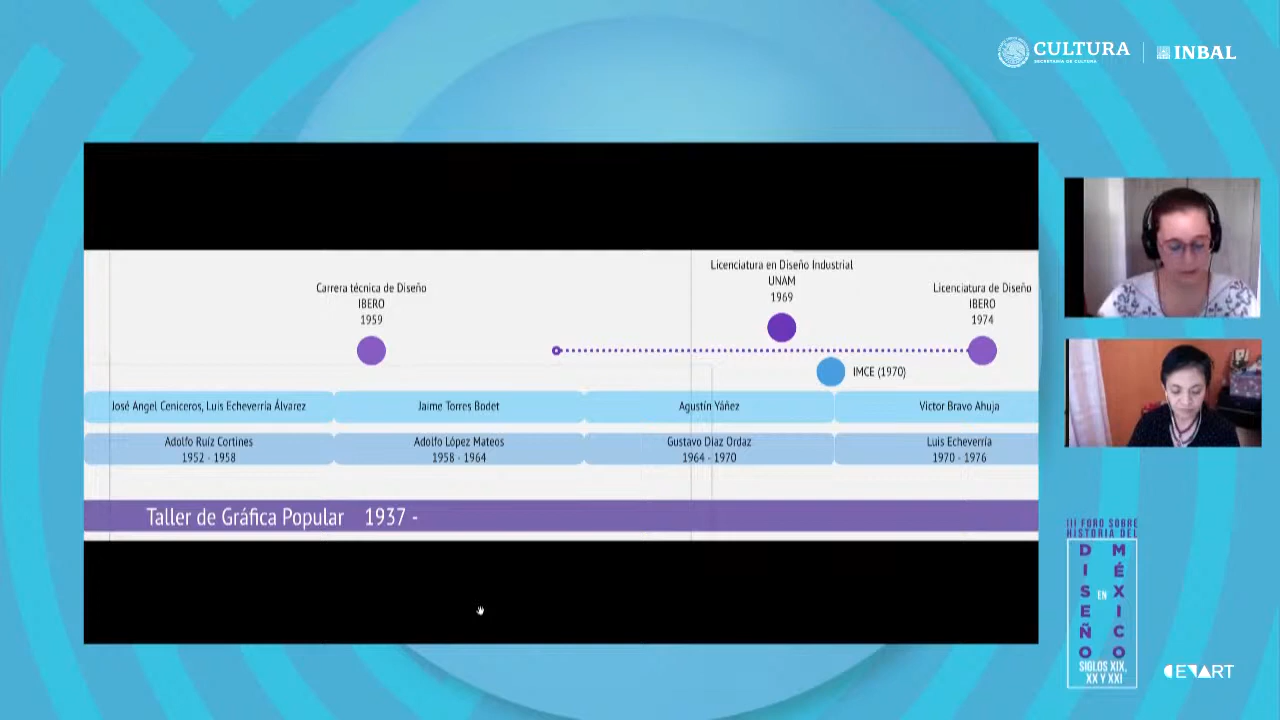 CULTURA
SECRETARÍA DE CULTURA
INBAL
Licenciatura en Diseño Industrial
UNAM
1969
Carrera técnica de Diseño
IBERO
1959
Licenciatura de Diseño
IBERO
1974
IMCE (1970)
José Angel Ceniceros, Luis Echeverría Álvarez
Jaime Torres Bodet
Agustín Yáñez
Victor Bravo Ahuja
Adolfo Ruíz Cortines
1952 - 1958
Adolfo López Mateos
1958 - 1964
Gustavo Diaz Ordaz
1964 - 1970
Luis Echeverría
1970 - 1976
Taller de Gráfica Popular 1937 -
III FORO SOBRE
HISTORIA DEL
DISEÑO
EN
MÉXICO
SIGLOS XIX,
XX Y XXI
CENART